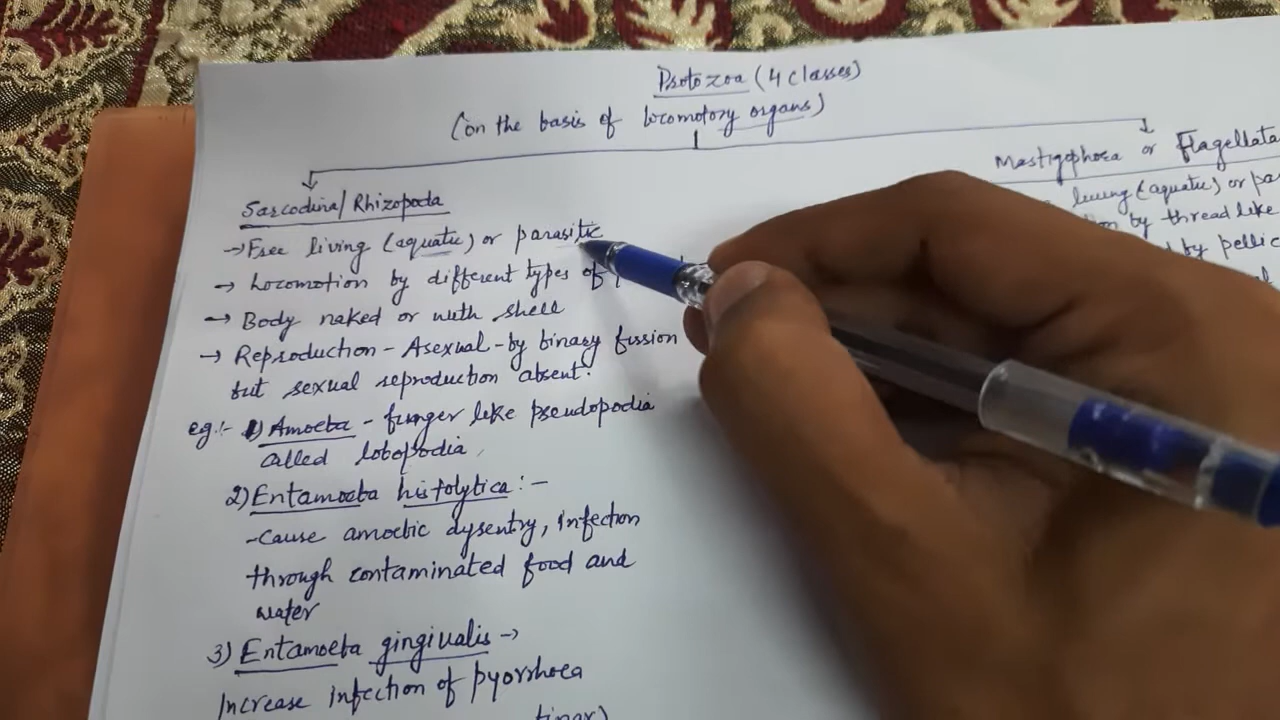 Protozoa (4 classes)
(on the basis of locomotory organs)
Sarcodina/Rhizopoda
→ Free living (aquatic) or parasitic
→ Locomotion by different types of
→ Body naked or with shell
→ Reproduction - Asexual - by binary fission
but sexual reproduction absent.
eg:- 1) Amoeba - finger like pseudopodia
called lobopodia
2) Entamoeba histolytica :-
-cause amoebic dysentry, infection
through contaminated food and
water
3) Entamoeba gingivalis →
Increase infection of pyorrhoea
Mastigophora or Flagellata
living (aquatic) or pa
by thread like
by pellic